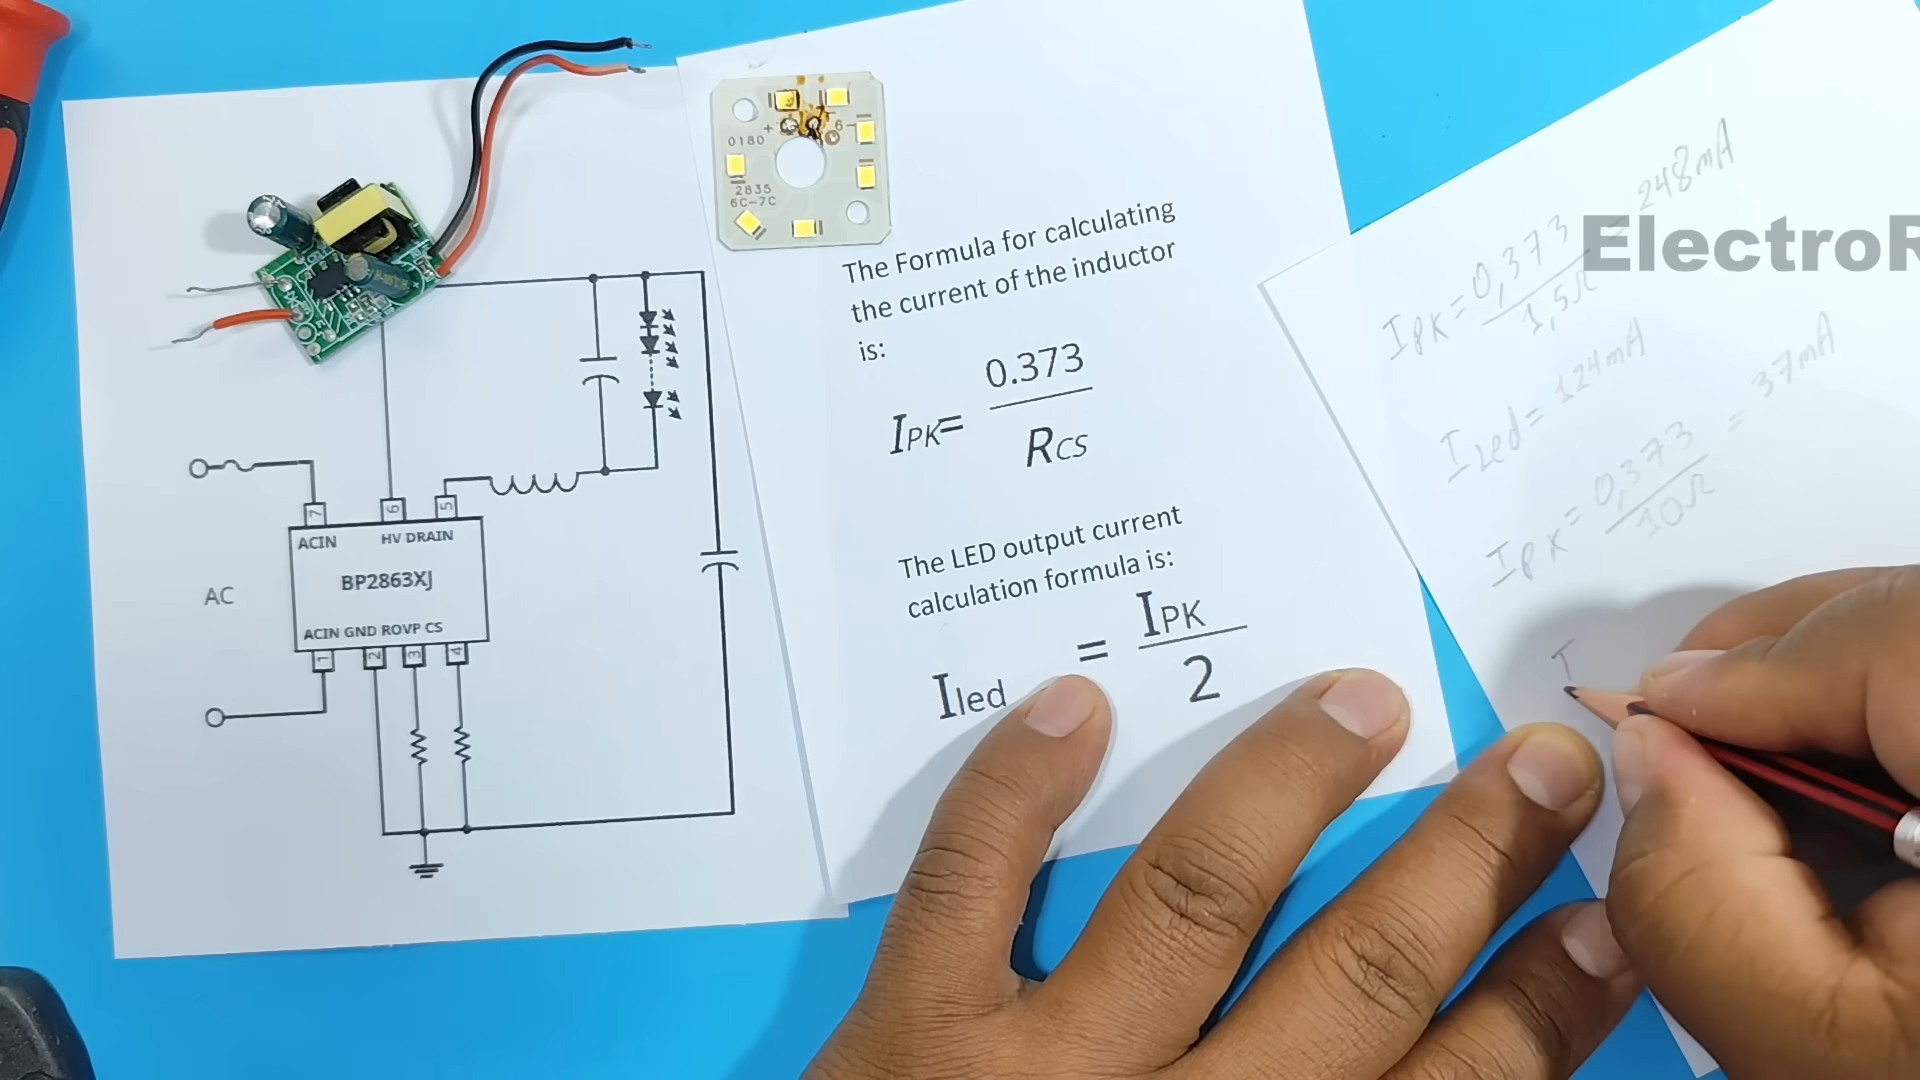 0180
+
6-
2835
6C-7C
7
6
5
ACIN
HV DRAIN
BP2863XJ
AC
ACIN GND ROVP CS
1
2
3
4
The Formula for calculating
the current of the inductor
is:
IPK= 0.373
RCS
The LED output current
calculation formula is:
Iled = IPK
2
IPK = 0,373 = 248mA
1,5Ω
Iled = 124mA
IPK = 0,373 = 37mA
10Ω
I
ElectroR